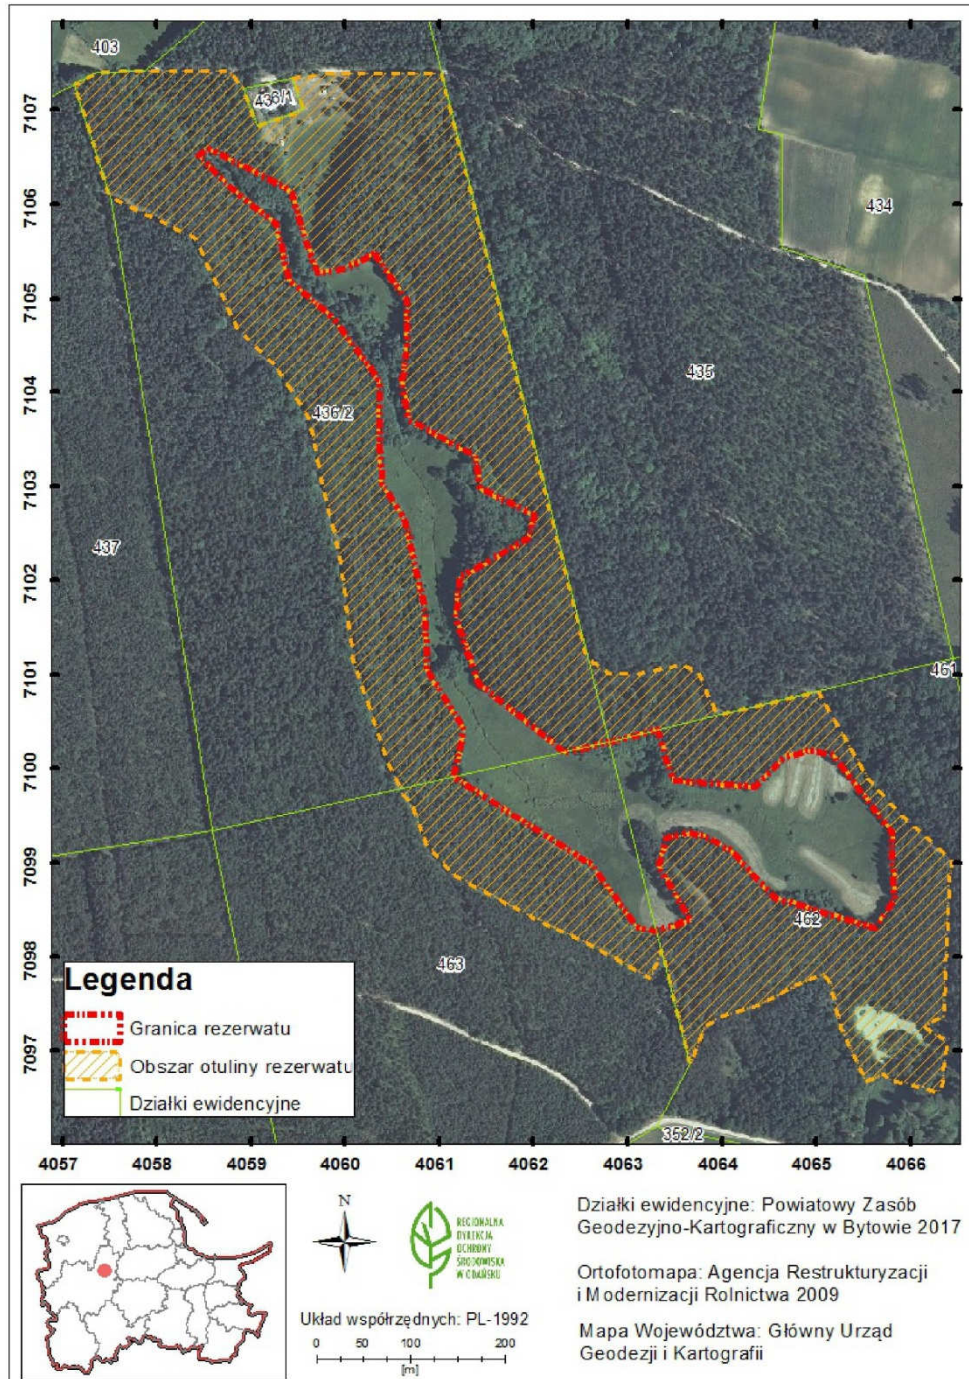 403
436/1
7107
7106
434
7105
435
7104
436/2
7103
437
7102
7101
461
7100
7099
462
463
7098
Legenda
Granica rezerwatu
7097
Obszar otuliny rezerwatu
Działki ewidencyjne
352/2
4057 4058 4059 4060 4061 4062 4063 4064 4065 4066
N
REGIONALNA
DYREKCJA
OCHRONY
ŚRODOWISKA
W GDAŃSKU
Układ współrzędnych: PL-1992
0 50 100 200
[m]
Działki ewidencyjne: Powiatowy Zasób
Geodezyjno-Kartograficzny w Bytowie 2017
Ortofotomapa: Agencja Restrukturyzacji
i Modernizacji Rolnictwa 2009
Mapa Województwa: Główny Urząd
Geodezji i Kartografii